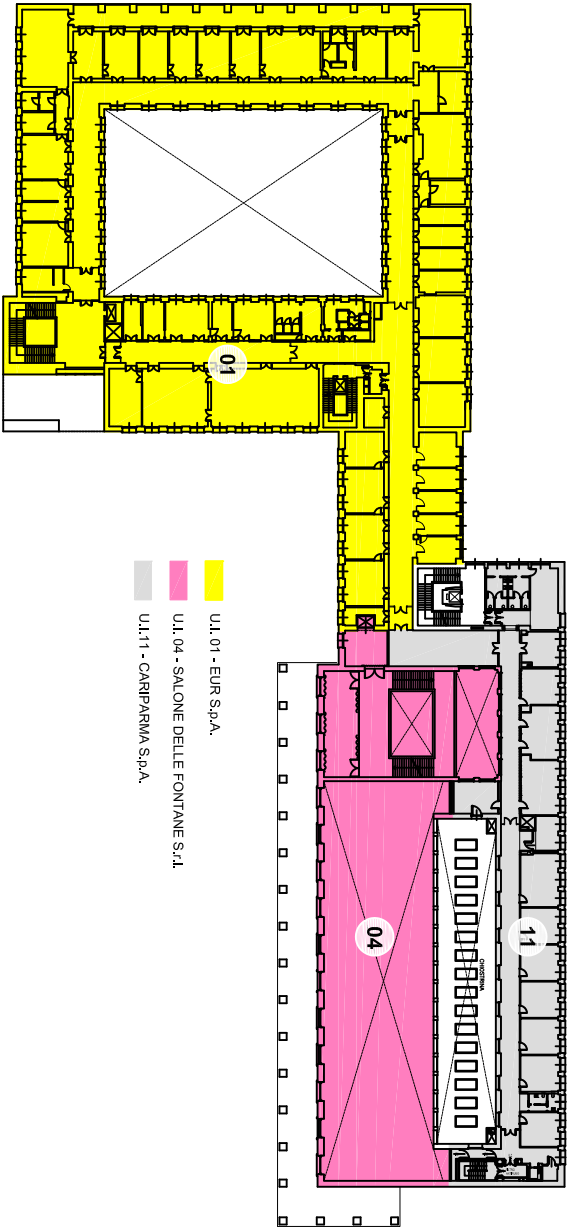 01
U.I. 01 - EUR S.p.A.
U.I. 04 - SALONE DELLE FONTANE S.r.l.
U.I.11 - CARIPARMA S.p.A.
11
04
CHIOSTRINA